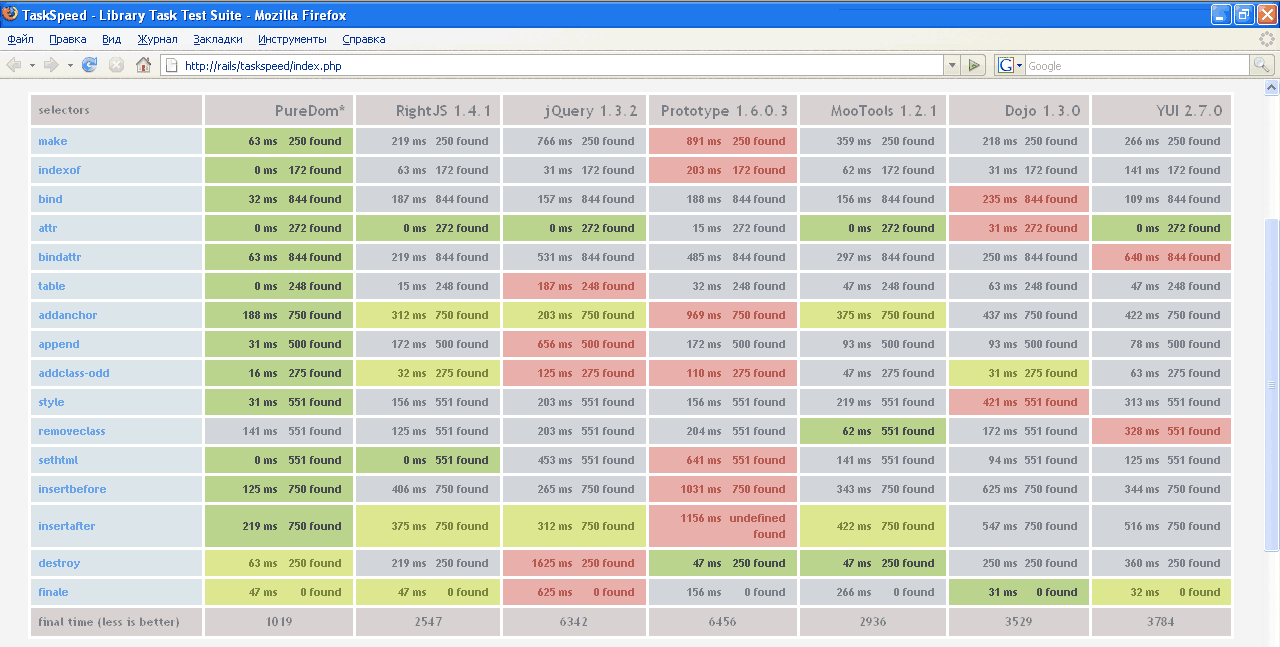 TaskSpeed - Library Task Test Suite - Mozilla Firefox
Файл Правка Вид Журнал Закладки Инструменты Справка
http://rails/taskspeed/index.php G Google
selectors PureDom* RightJS 1.4.1 jQuery 1.3.2 Prototype 1.6.0.3 MooTools 1.2.1 Dojo 1.3.0 YUI 2.7.0
make 63 ms 250 found 219 ms 250 found 766 ms 250 found 891 ms 250 found 359 ms 250 found 218 ms 250 found 266 ms 250 found
indexof 0 ms 172 found 63 ms 172 found 31 ms 172 found 203 ms 172 found 62 ms 172 found 31 ms 172 found 141 ms 172 found
bind 32 ms 844 found 187 ms 844 found 157 ms 844 found 188 ms 844 found 156 ms 844 found 235 ms 844 found 109 ms 844 found
attr 0 ms 272 found 0 ms 272 found 0 ms 272 found 15 ms 272 found 0 ms 272 found 31 ms 272 found 0 ms 272 found
bindattr 63 ms 844 found 219 ms 844 found 531 ms 844 found 485 ms 844 found 297 ms 844 found 250 ms 844 found 640 ms 844 found
table 0 ms 248 found 15 ms 248 found 187 ms 248 found 32 ms 248 found 47 ms 248 found 63 ms 248 found 47 ms 248 found
addanchor 188 ms 750 found 312 ms 750 found 203 ms 750 found 969 ms 750 found 375 ms 750 found 437 ms 750 found 422 ms 750 found
append 31 ms 500 found 172 ms 500 found 656 ms 500 found 172 ms 500 found 93 ms 500 found 93 ms 500 found 78 ms 500 found
addclass-odd 16 ms 275 found 32 ms 275 found 125 ms 275 found 110 ms 275 found 47 ms 275 found 31 ms 275 found 63 ms 275 found
style 31 ms 551 found 156 ms 551 found 203 ms 551 found 156 ms 551 found 219 ms 551 found 421 ms 551 found 313 ms 551 found
removeclass 141 ms 551 found 125 ms 551 found 203 ms 551 found 204 ms 551 found 62 ms 551 found 172 ms 551 found 328 ms 551 found
sethtml 0 ms 551 found 0 ms 551 found 453 ms 551 found 641 ms 551 found 141 ms 551 found 94 ms 551 found 125 ms 551 found
insertbefore 125 ms 750 found 406 ms 750 found 265 ms 750 found 1031 ms 750 found 343 ms 750 found 625 ms 750 found 344 ms 750 found
insertafter 219 ms 750 found 375 ms 750 found 312 ms 750 found 1156 ms undefined found 422 ms 750 found 547 ms 750 found 516 ms 750 found
destroy 63 ms 250 found 219 ms 250 found 1625 ms 250 found 47 ms 250 found 47 ms 250 found 250 ms 250 found 360 ms 250 found
finale 47 ms 0 found 47 ms 0 found 625 ms 0 found 156 ms 0 found 266 ms 0 found 31 ms 0 found 32 ms 0 found
final time (less is better) 1019 2547 6342 6456 2936 3529 3784